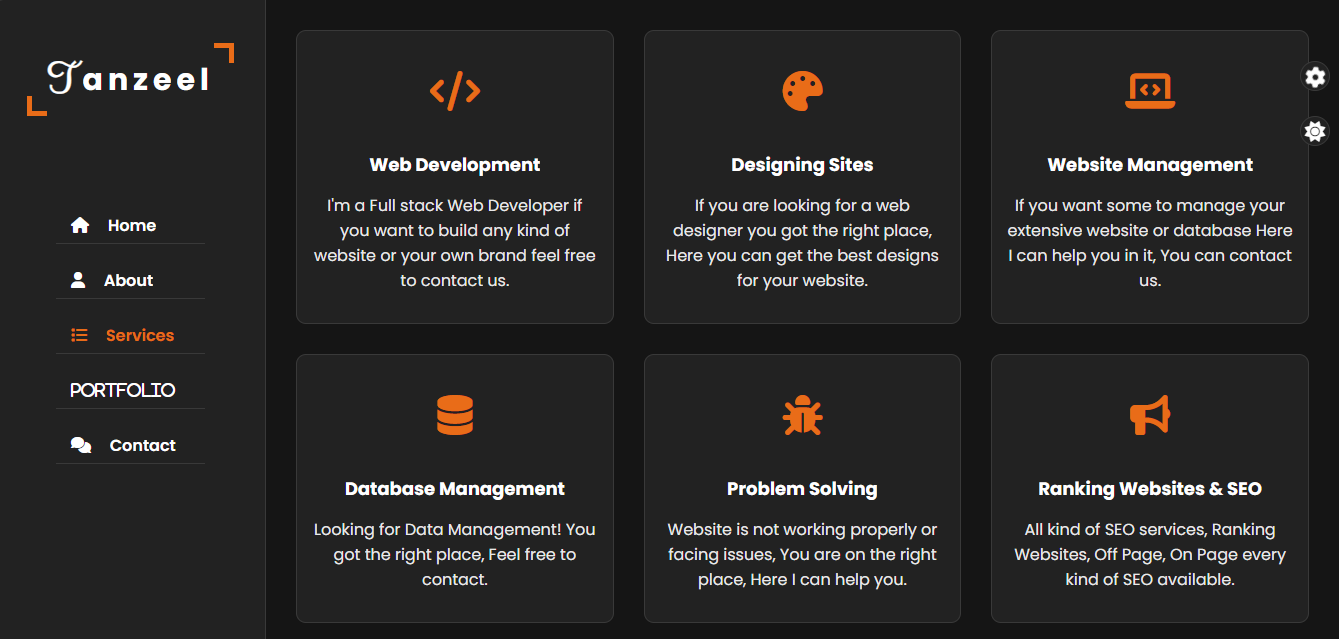 Tanzeel
Home
About
Services
PORTFOLIO
Contact
Web Development
I'm a Full stack Web Developer if
you want to build any kind of
website or your own brand feel free
to contact us.
Designing Sites
If you are looking for a web
designer you got the right place,
Here you can get the best designs
for your website.
Website Management
If you want some to manage your
extensive website or database Here
I can help you in it, You can contact
us.
Database Management
Looking for Data Management! You
got the right place, Feel free to
contact.
Problem Solving
Website is not working properly or
facing issues, You are on the right
place, Here I can help you.
Ranking Websites & SEO
All kind of SEO services, Ranking
Websites, Off Page, On Page every
kind of SEO available.